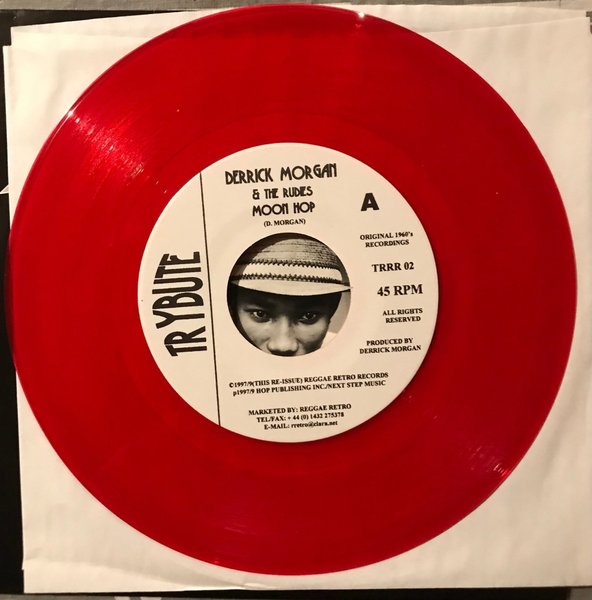 TRYBUTE
DERRICK MORGAN
& THE RUDIES
MOON HOP
(D. MORGAN)
A
ORIGINAL 1960's
RECORDINGS
TRRR 02
45 RPM
ALL RIGHTS
RESERVED
PRODUCED BY
DERRICK MORGAN
©1997/9(THIS RE-ISSUE) REGGAE RETRO RECORDS
p1997/9 HOP PUBLISHING INC./NEXT STEP MUSIC
MARKETED BY: REGGAE RETRO
TEL/FAX: + 44 (0) 1432 275378
E-MAIL: rretro@clara.net